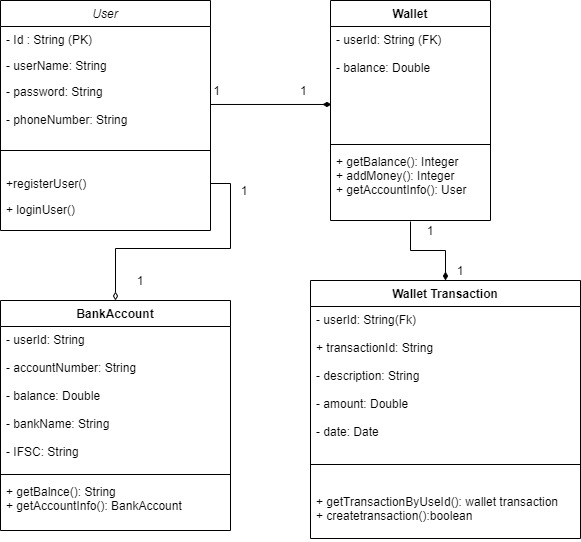 User
- Id : String (PK)
- userName: String
- password: String
- phoneNumber: String
+registerUser()
+ loginUser()
Wallet
- userId: String (FK)
- balance: Double
+ getBalance(): Integer
+ addMoney(): Integer
+ getAccountInfo(): User
1
1
1
1
1
1
BankAccount
- userId: String
- accountNumber: String
- balance: Double
- bankName: String
- IFSC: String
+ getBalnce(): String
+ getAccountInfo(): BankAccount
Wallet Transaction
- userId: String(Fk)
+ transactionId: String
- description: String
- amount: Double
- date: Date
+ getTransactionByUseId(): wallet transaction
+ createtransaction():boolean